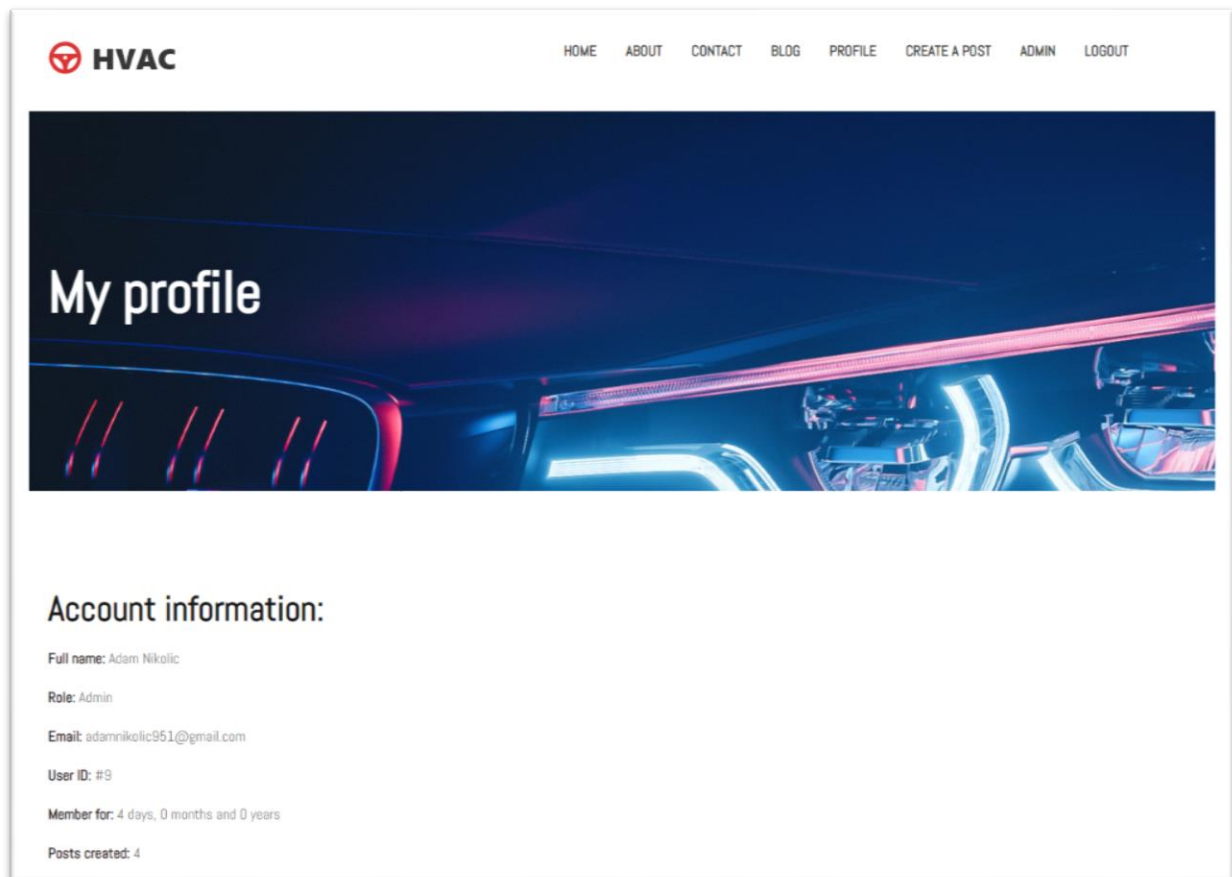 HVAC
HOME ABOUT CONTACT BLOG PROFILE CREATE A POST ADMIN LOGOUT
My profile
Account information:
Full name: Adam Nikolic
Role: Admin
Email: adamnikolic951@gmail.com
User ID: #9
Member for: 4 days, 0 months and 0 years
Posts created: 4